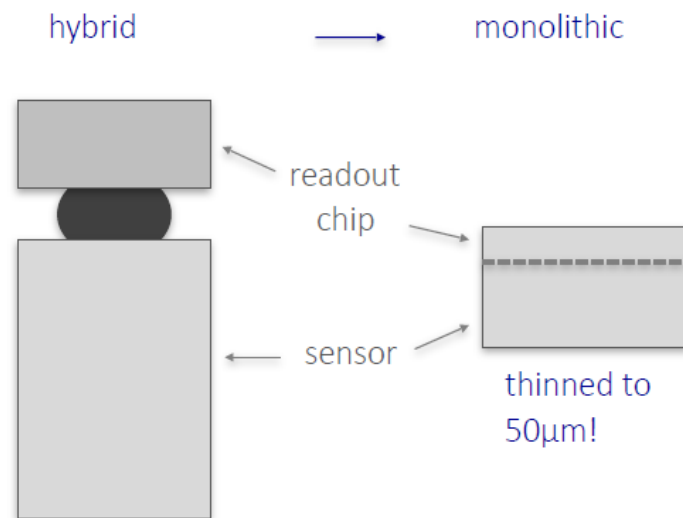 hybrid
monolithic
readout
chip
sensor
thinned to
50µm!